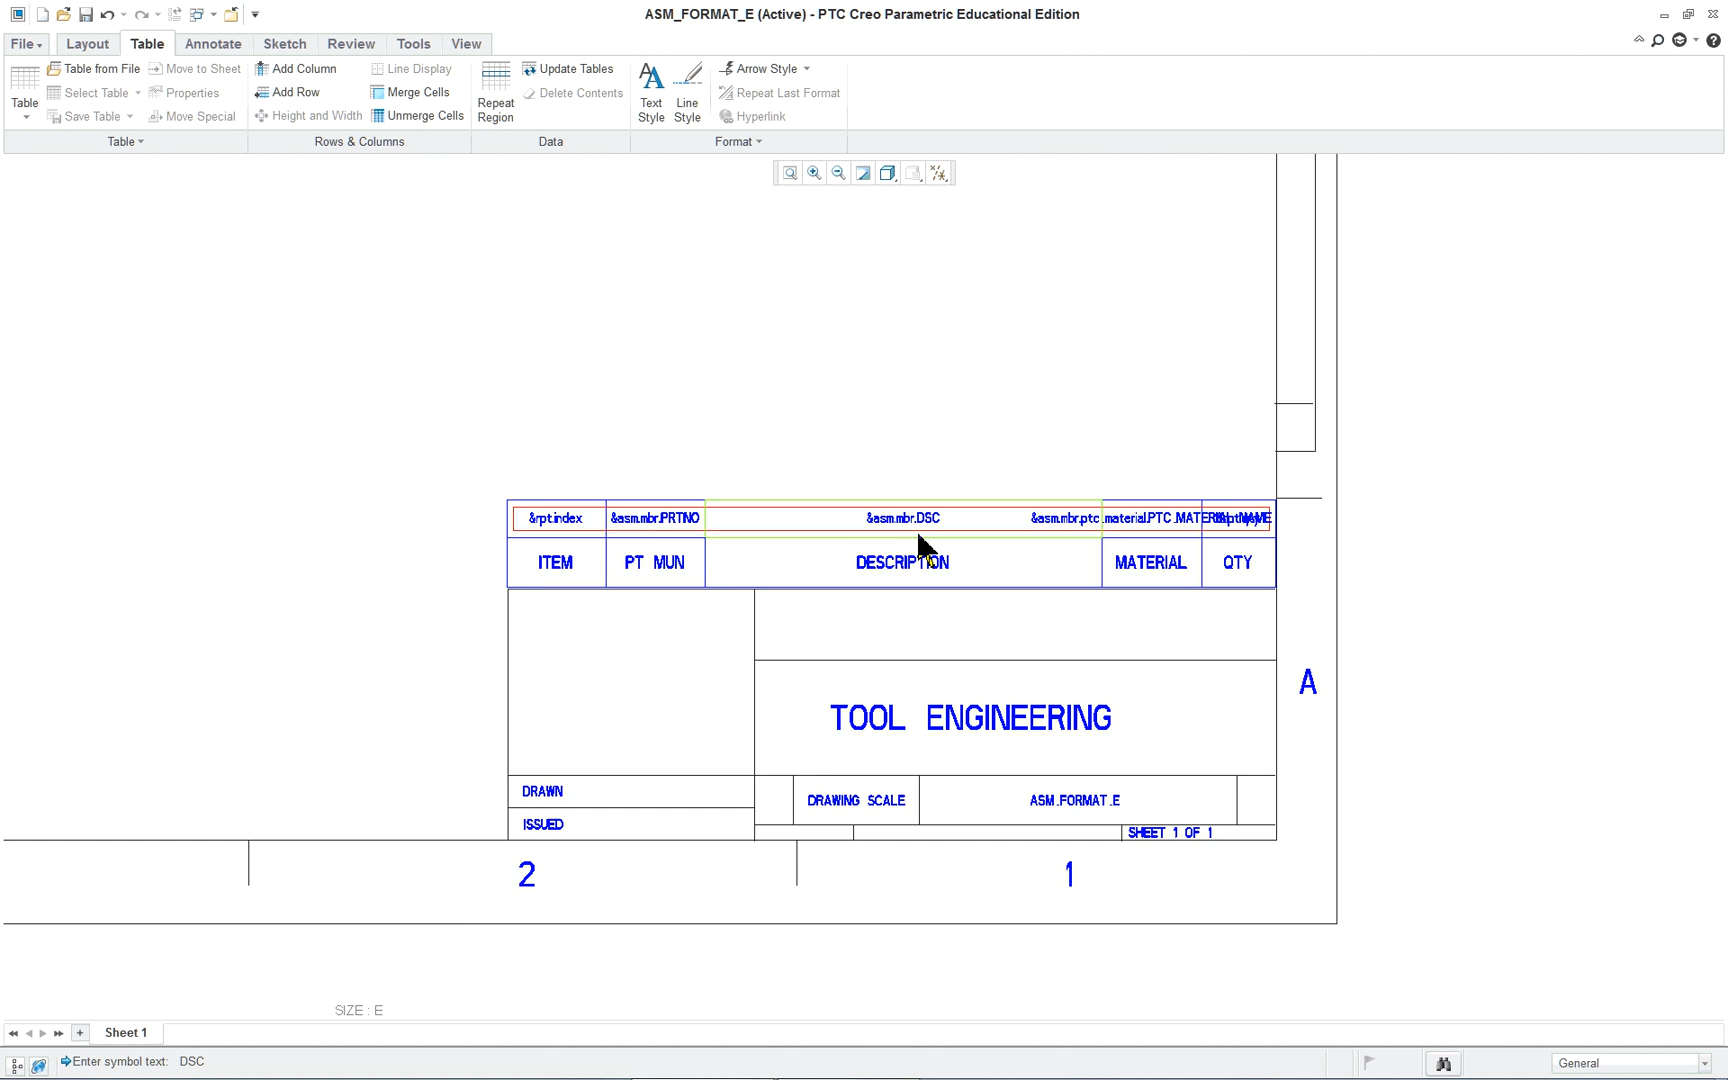 ASM_FORMAT_E (Active) - PTC Creo Parametric Educational Edition
File Layout Table Annotate Sketch Review Tools View
Table
Table from File
Select Table
Save Table
Move to Sheet
Properties
Move Special
Add Column
Add Row
Height and Width
Line Display
Merge Cells
Unmerge Cells
Repeat Region
Update Tables
Delete Contents
Text Style
Line Style
Arrow Style
Repeat Last Format
Hyperlink
Table Rows & Columns Data Format
&rpt.index &asm.mbr.PRTNO &asm.mbr.DSC &asm.mbr.ptc_material.PTC_MATERIAL_NAME
ITEM PT MUN DESCRIPTION MATERIAL QTY
A
TOOL ENGINEERING
DRAWN
DRAWING SCALE ASM_FORMAT_E
ISSUED
SHEET 1 OF 1
2 1
SIZE : E
Sheet 1
Enter symbol text: DSC
General